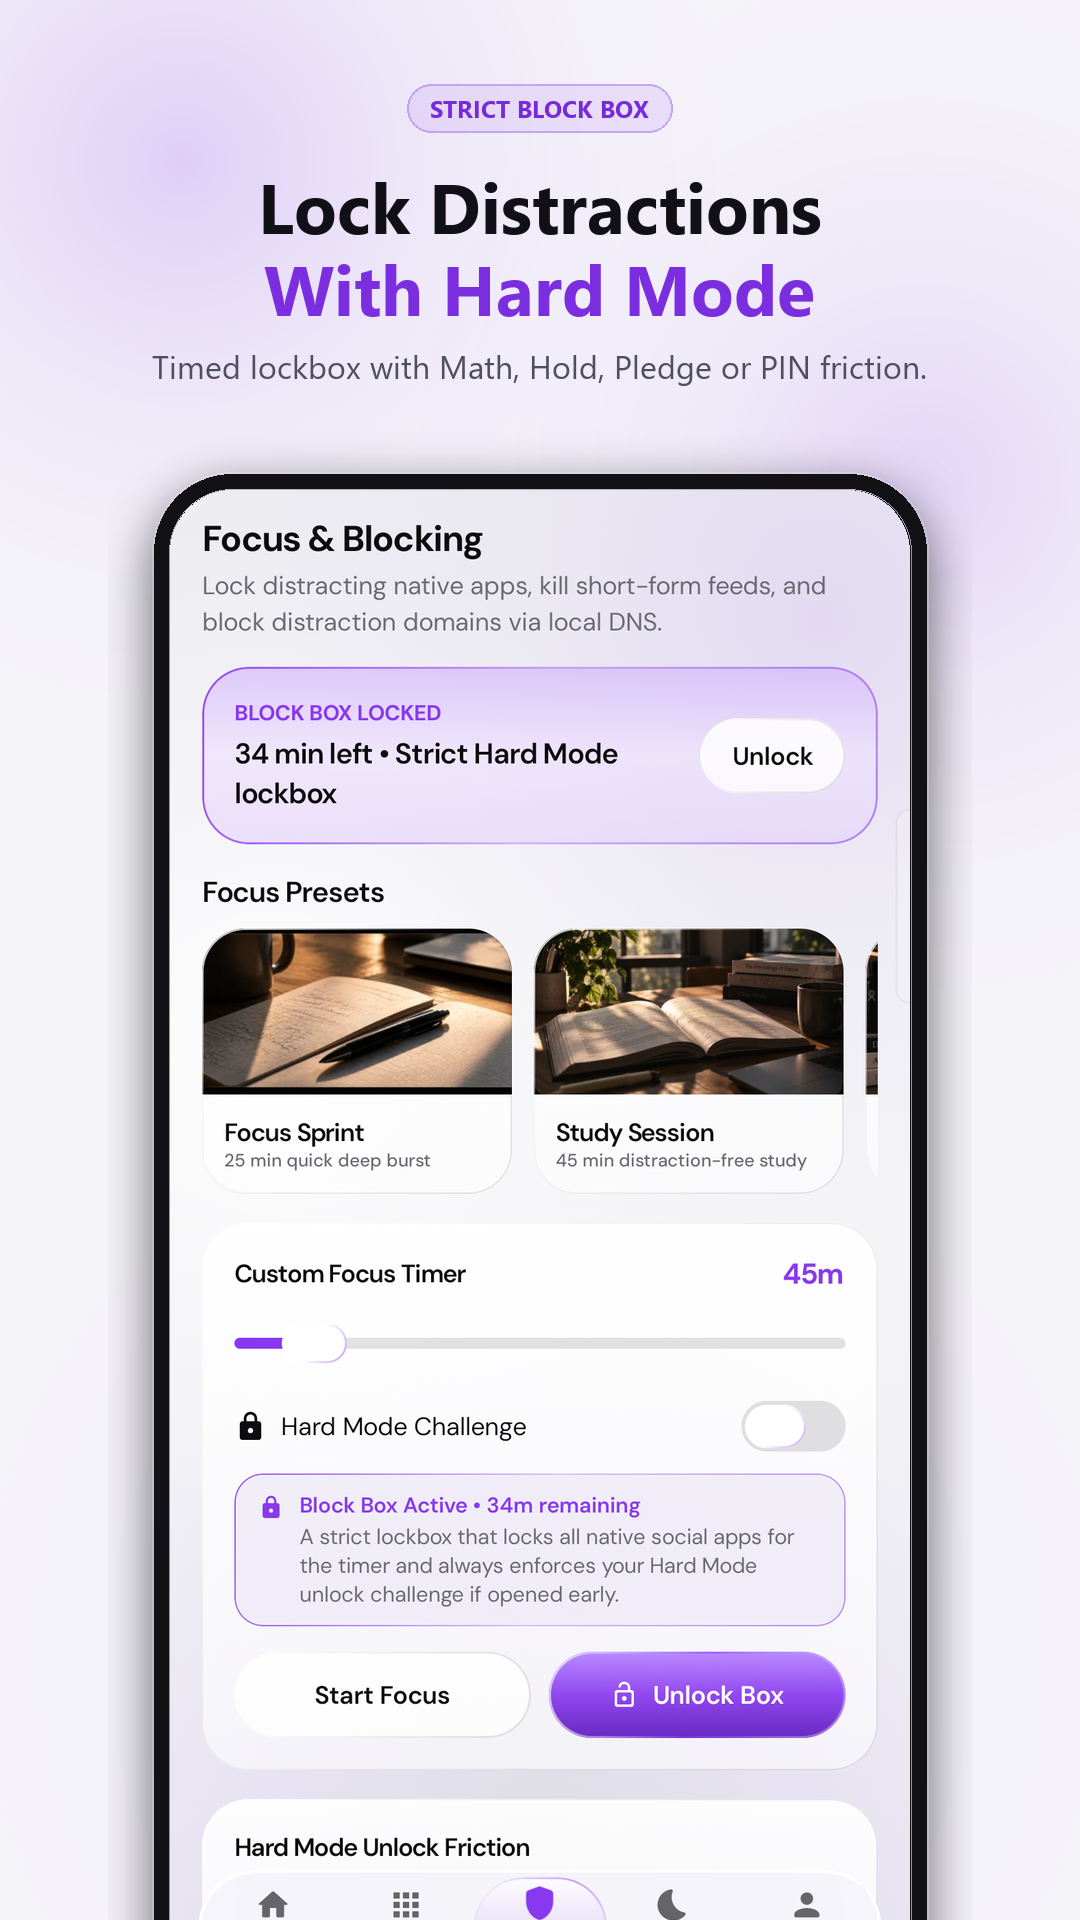 STRICT BLOCK BOX
Lock Distractions
With Hard Mode
Timed lockbox with Math, Hold, Pledge or PIN friction.
Focus & Blocking
Lock distracting native apps, kill short-form feeds, and
block distraction domains via local DNS.
BLOCK BOX LOCKED
34 min left • Strict Hard Mode
lockbox
Unlock
Focus Presets
Focus Sprint
25 min quick deep burst
Study Session
45 min distraction-free study
Custom Focus Timer
45m
Hard Mode Challenge
Block Box Active • 34m remaining
A strict lockbox that locks all native social apps for
the timer and always enforces your Hard Mode
unlock challenge if opened early.
Start Focus
Unlock Box
Hard Mode Unlock Friction